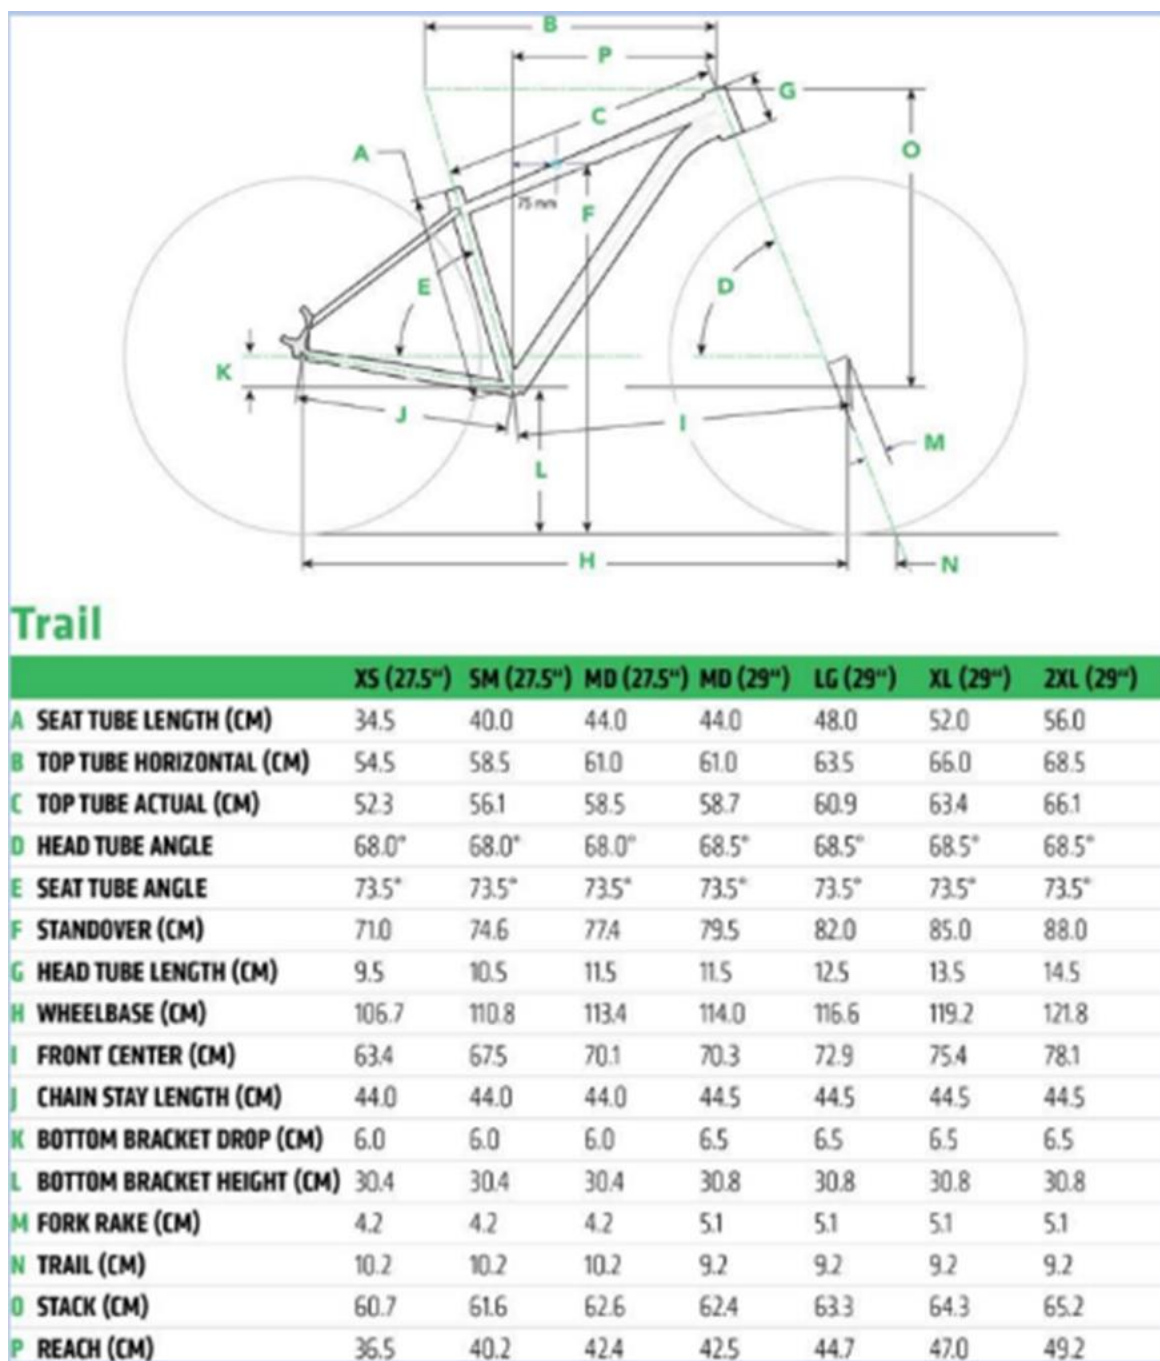 B
P
G
C
A
O
75 mm
F
E
D
K
J
I
M
L
H
N
Trail
XS (27.5“) SM (27.5“) MD (27.5“) MD (29“) LG (29“) XL (29“) 2XL (29“)
A SEAT TUBE LENGTH (CM) 34.5 40.0 44.0 44.0 48.0 52.0 56.0
B TOP TUBE HORIZONTAL (CM) 54.5 58.5 61.0 61.0 63.5 66.0 68.5
C TOP TUBE ACTUAL (CM) 52.3 56.1 58.5 58.7 60.9 63.4 66.1
D HEAD TUBE ANGLE 68.0° 68.0° 68.0° 68.5° 68.5° 68.5° 68.5°
E SEAT TUBE ANGLE 73.5° 73.5° 73.5° 73.5° 73.5° 73.5° 73.5°
F STANDOVER (CM) 71.0 74.6 77.4 79.5 82.0 85.0 88.0
G HEAD TUBE LENGTH (CM) 9.5 10.5 11.5 11.5 12.5 13.5 14.5
H WHEELBASE (CM) 106.7 110.8 113.4 114.0 116.6 119.2 121.8
I FRONT CENTER (CM) 63.4 67.5 70.1 70.3 72.9 75.4 78.1
J CHAIN STAY LENGTH (CM) 44.0 44.0 44.0 44.5 44.5 44.5 44.5
K BOTTOM BRACKET DROP (CM) 6.0 6.0 6.0 6.5 6.5 6.5 6.5
L BOTTOM BRACKET HEIGHT (CM) 30.4 30.4 30.4 30.8 30.8 30.8 30.8
M FORK RAKE (CM) 4.2 4.2 4.2 5.1 5.1 5.1 5.1
N TRAIL (CM) 10.2 10.2 10.2 9.2 9.2 9.2 9.2
O STACK (CM) 60.7 61.6 62.6 62.4 63.3 64.3 65.2
P REACH (CM) 36.5 40.2 42.4 42.5 44.7 47.0 49.2